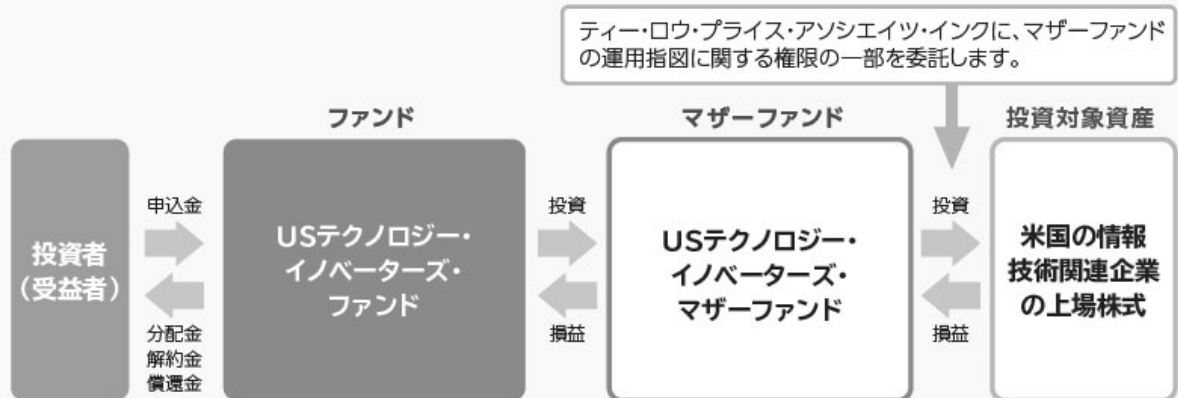 ティー・ロウ・プライス・アソシエイツ・インクに、マザーファンド
の運用指図に関する権限の一部を委託します。
ファンド
マザーファンド
投資対象資産
投資者
(受益者)
申込金
分配金
解約金
償還金
USテクノロジー・
イノベーターズ・
ファンド
投資
損益
USテクノロジー・
イノベーターズ・
マザーファンド
投資
損益
米国の情報
技術関連企業
の上場株式